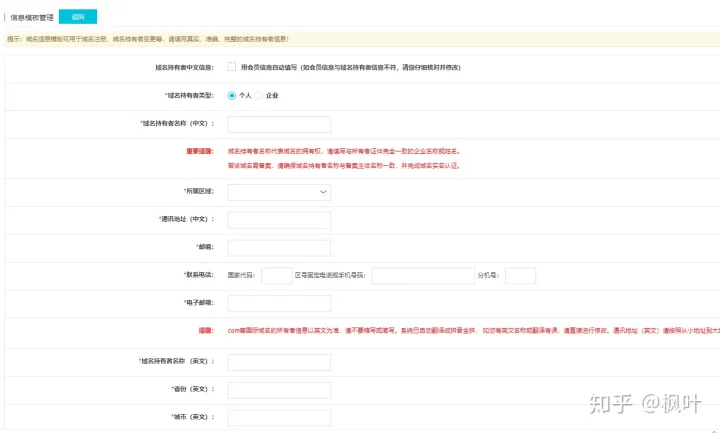 信息模板管理 返回
提示：域名信息模板可用于域名注册、域名持有者变更等，请填写真实、准确、完整的域名持有者信息！
域名持有者中文信息： 用会员信息自动填写（如会员信息与域名持有者信息不符，请您仔细核对并修改）
*域名持有者类型： 个人 企业
*域名持有者名称（中文）：
重要提醒： 域名持有者名称代表域名的拥有权，请填写与所有者证件完全一致的企业名称或姓名。
若该域名需备案，请确保域名持有者名称与备案主体名称一致，并完成域名实名认证。
*所属区域：
*通讯地址（中文）：
*邮编：
*联系电话： 国家代码： 区号固定电话或手机号码： 分机号：
*电子邮箱：
提醒： com等国际域名的所有者信息以英文为准，请不要缩写或简写。系统已自动翻译成拼音全拼，如您有英文名称或翻译有误，请直接进行修改。通讯地址（英文）请按照从小地址到大地
*域名持有者名称（英文）：
*省份（英文）：
*城市（英文）：
知乎 @枫叶